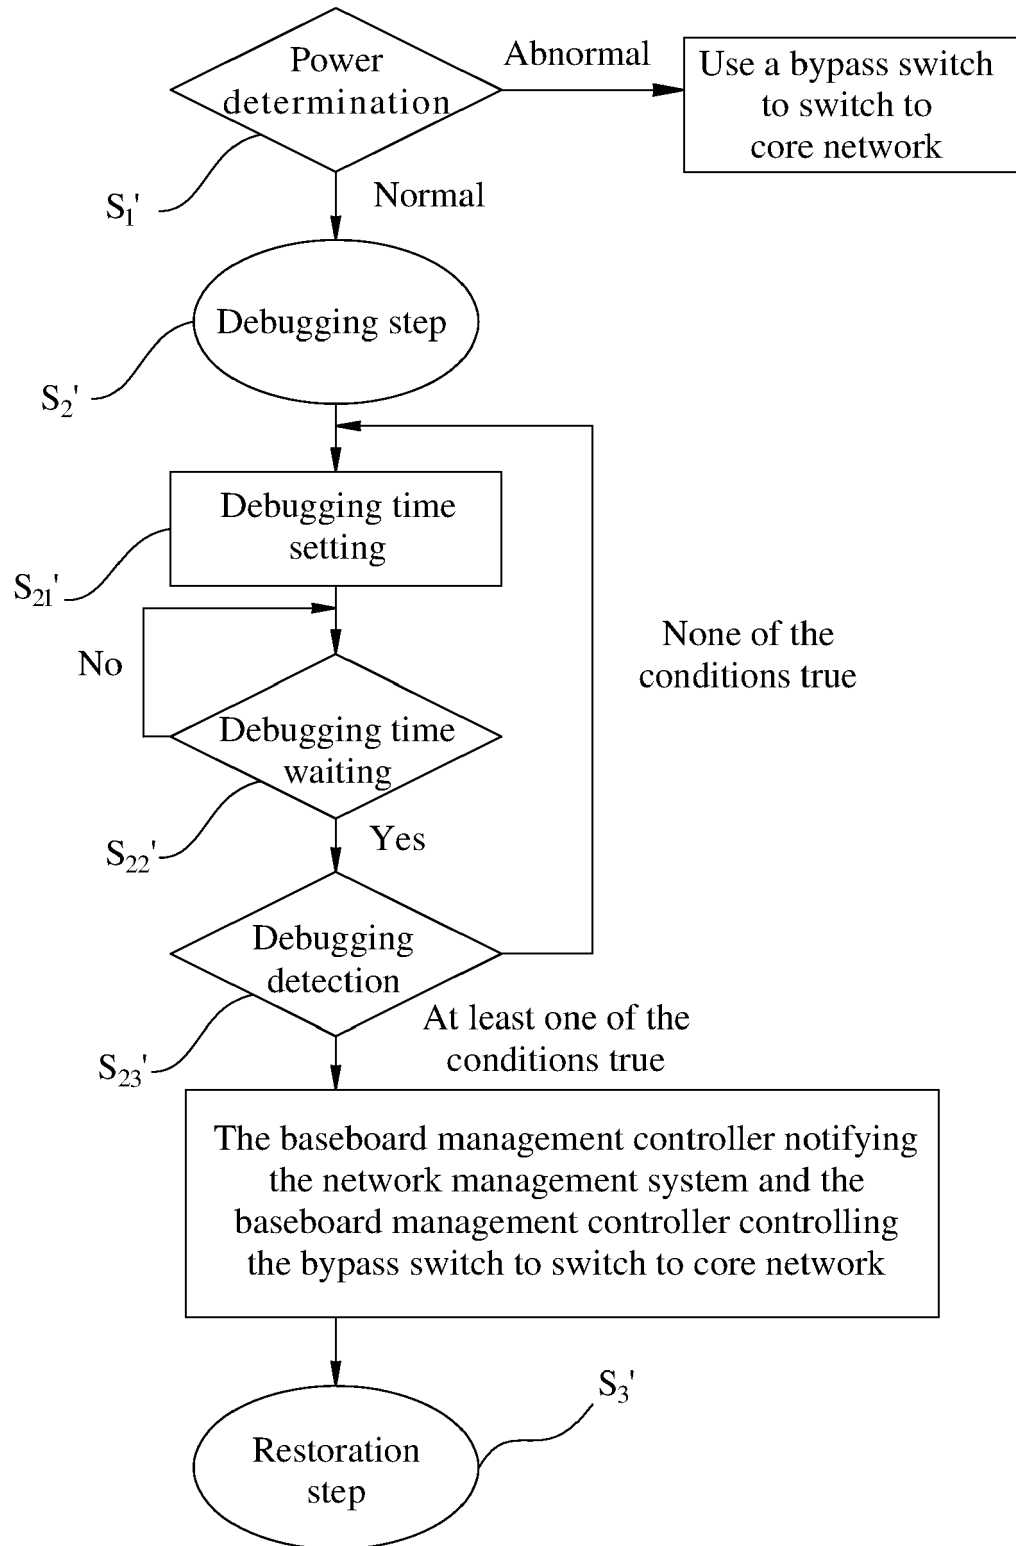 Power
determination
Abnormal
Use a bypass switch
to switch to
core network
S₁'
Normal
Debugging step
S₂'
Debugging time
setting
S₂₁'
No
None of the
conditions true
Debugging time
waiting
S₂₂'
Yes
Debugging
detection
S₂₃'
At least one of the
conditions true
The baseboard management controller notifying
the network management system and the
baseboard management controller controlling
the bypass switch to switch to core network
S₃'
Restoration
step